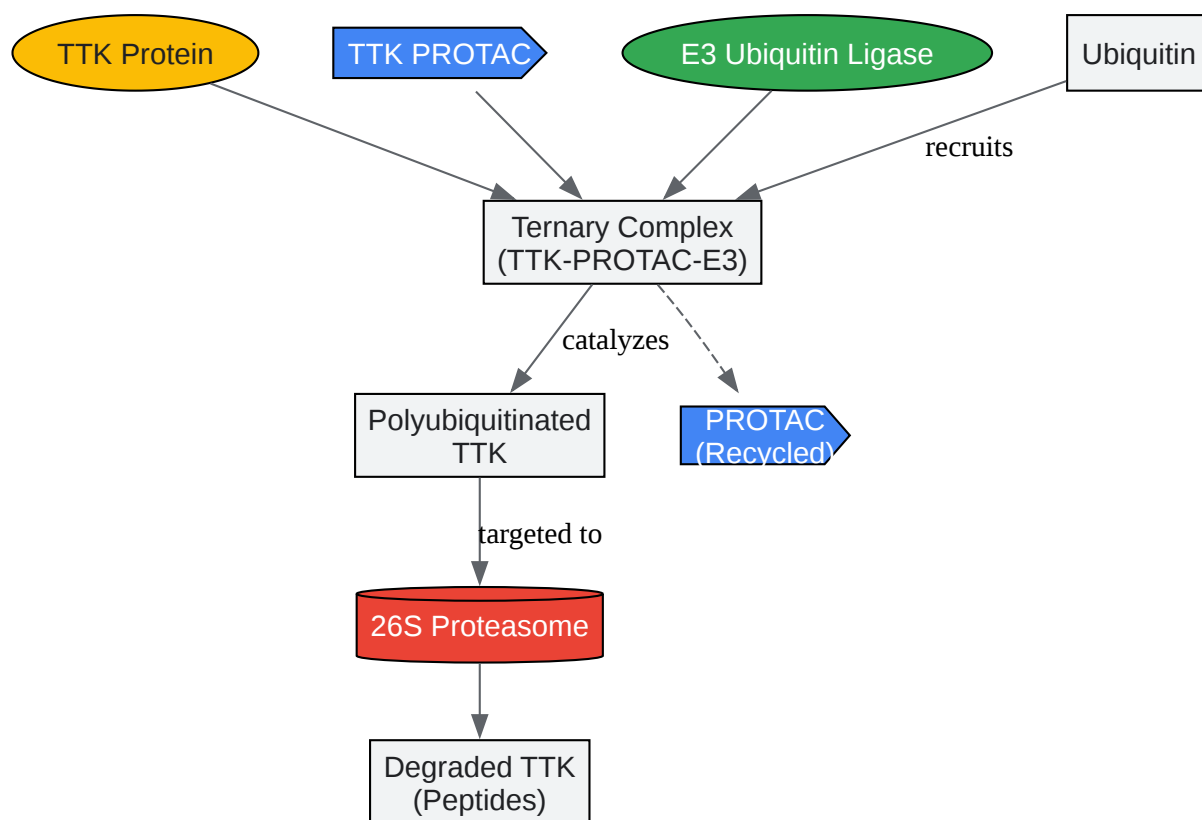 TTK Protein
TTK PROTAC
E3 Ubiquitin Ligase
Ubiquitin
recruits
Ternary Complex
(TTK-PROTAC-E3)
catalyzes
Polyubiquitinated
TTK
PROTAC
(Recycled)
targeted to
26S Proteasome
Degraded TTK
(Peptides)